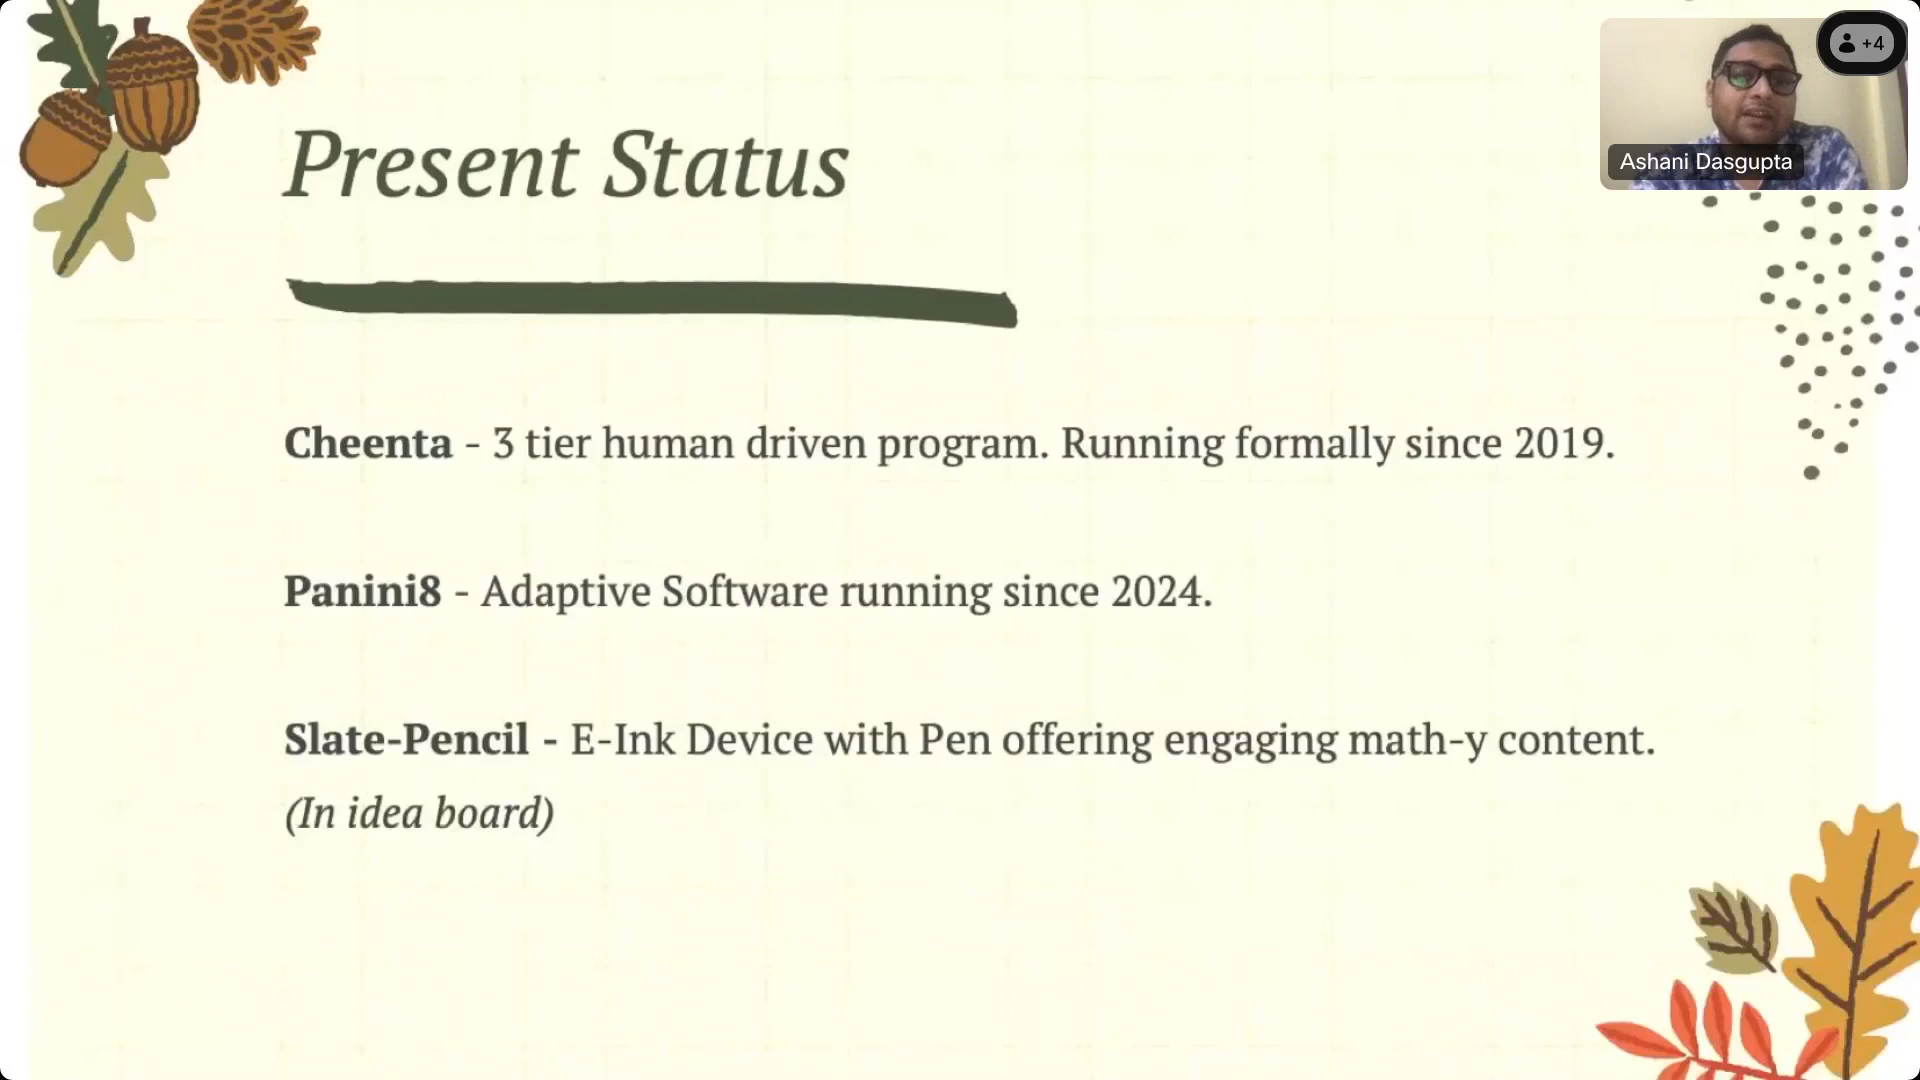 +4
Ashani Dasgupta
Present Status
Cheenta - 3 tier human driven program. Running formally since 2019.
Panini8 - Adaptive Software running since 2024.
Slate-Pencil - E-Ink Device with Pen offering engaging math-y content.
(In idea board)